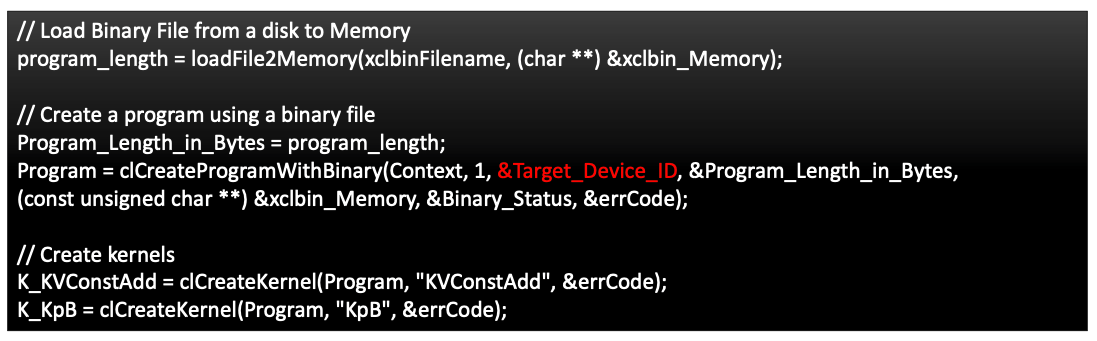 // Load Binary File from a disk to Memory
program_length = loadFile2Memory(xclbinFilename, (char **) &xclbin_Memory);
// Create a program using a binary file
Program_Length_in_Bytes = program_length;
Program = clCreateProgramWithBinary(Context, 1, &Target_Device_ID, &Program_Length_in_Bytes,
(const unsigned char **) &xclbin_Memory, &Binary_Status, &errCode);
// Create kernels
K_KVConstAdd = clCreateKernel(Program, "KVConstAdd", &errCode);
K_KpB = clCreateKernel(Program, "KpB", &errCode);